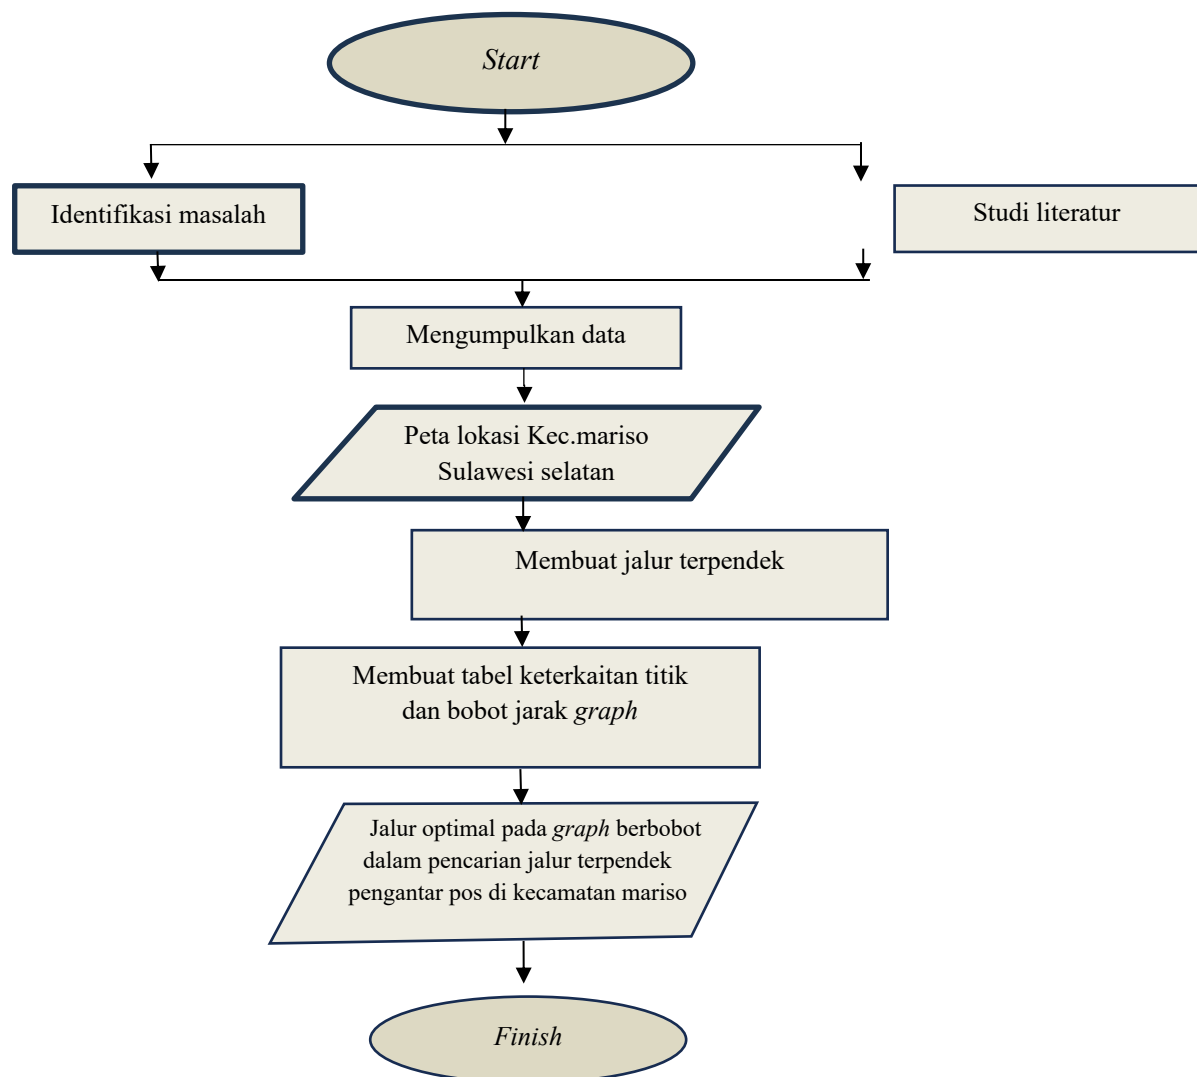 Start
Identifikasi masalah
Studi literatur
Mengumpulkan data
Peta lokasi Kec.mariso
Sulawesi selatan
Membuat jalur terpendek
Membuat tabel keterkaitan titik
dan bobot jarak graph
Jalur optimal pada graph berbobot
dalam pencarian jalur terpendek
pengantar pos di kecamatan mariso
Finish